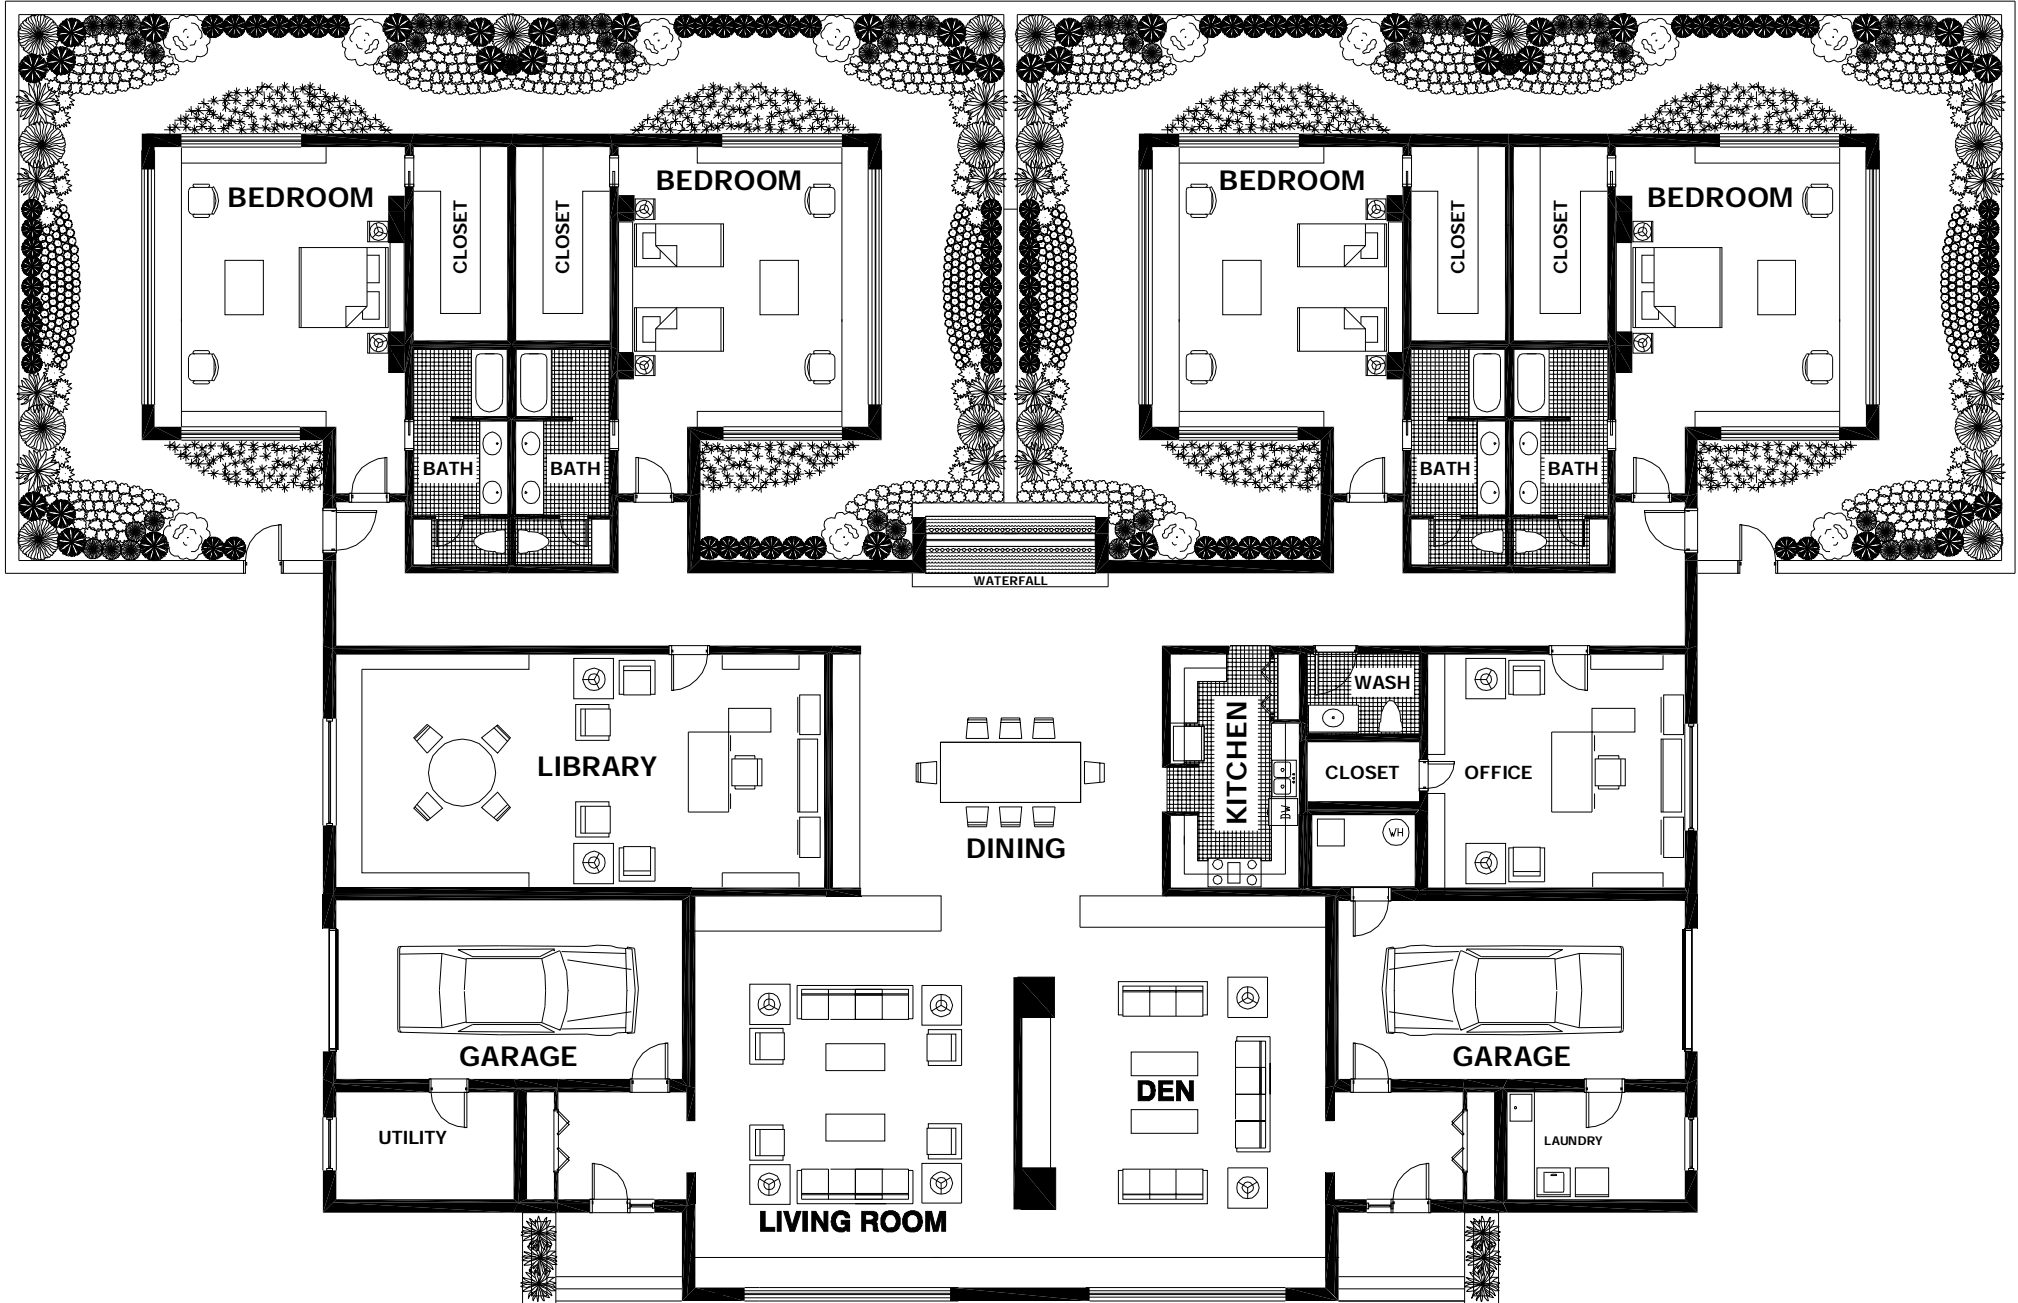 BEDROOM
BEDROOM
BEDROOM
BEDROOM
CLOSET
CLOSET
CLOSET
CLOSET
BATH
BATH
BATH
BATH
WATERFALL
WASH
KITCHEN
LIBRARY
CLOSET
OFFICE
DW
WH
DINING
GARAGE
GARAGE
DEN
UTILITY
LAUNDRY
LIVING ROOM